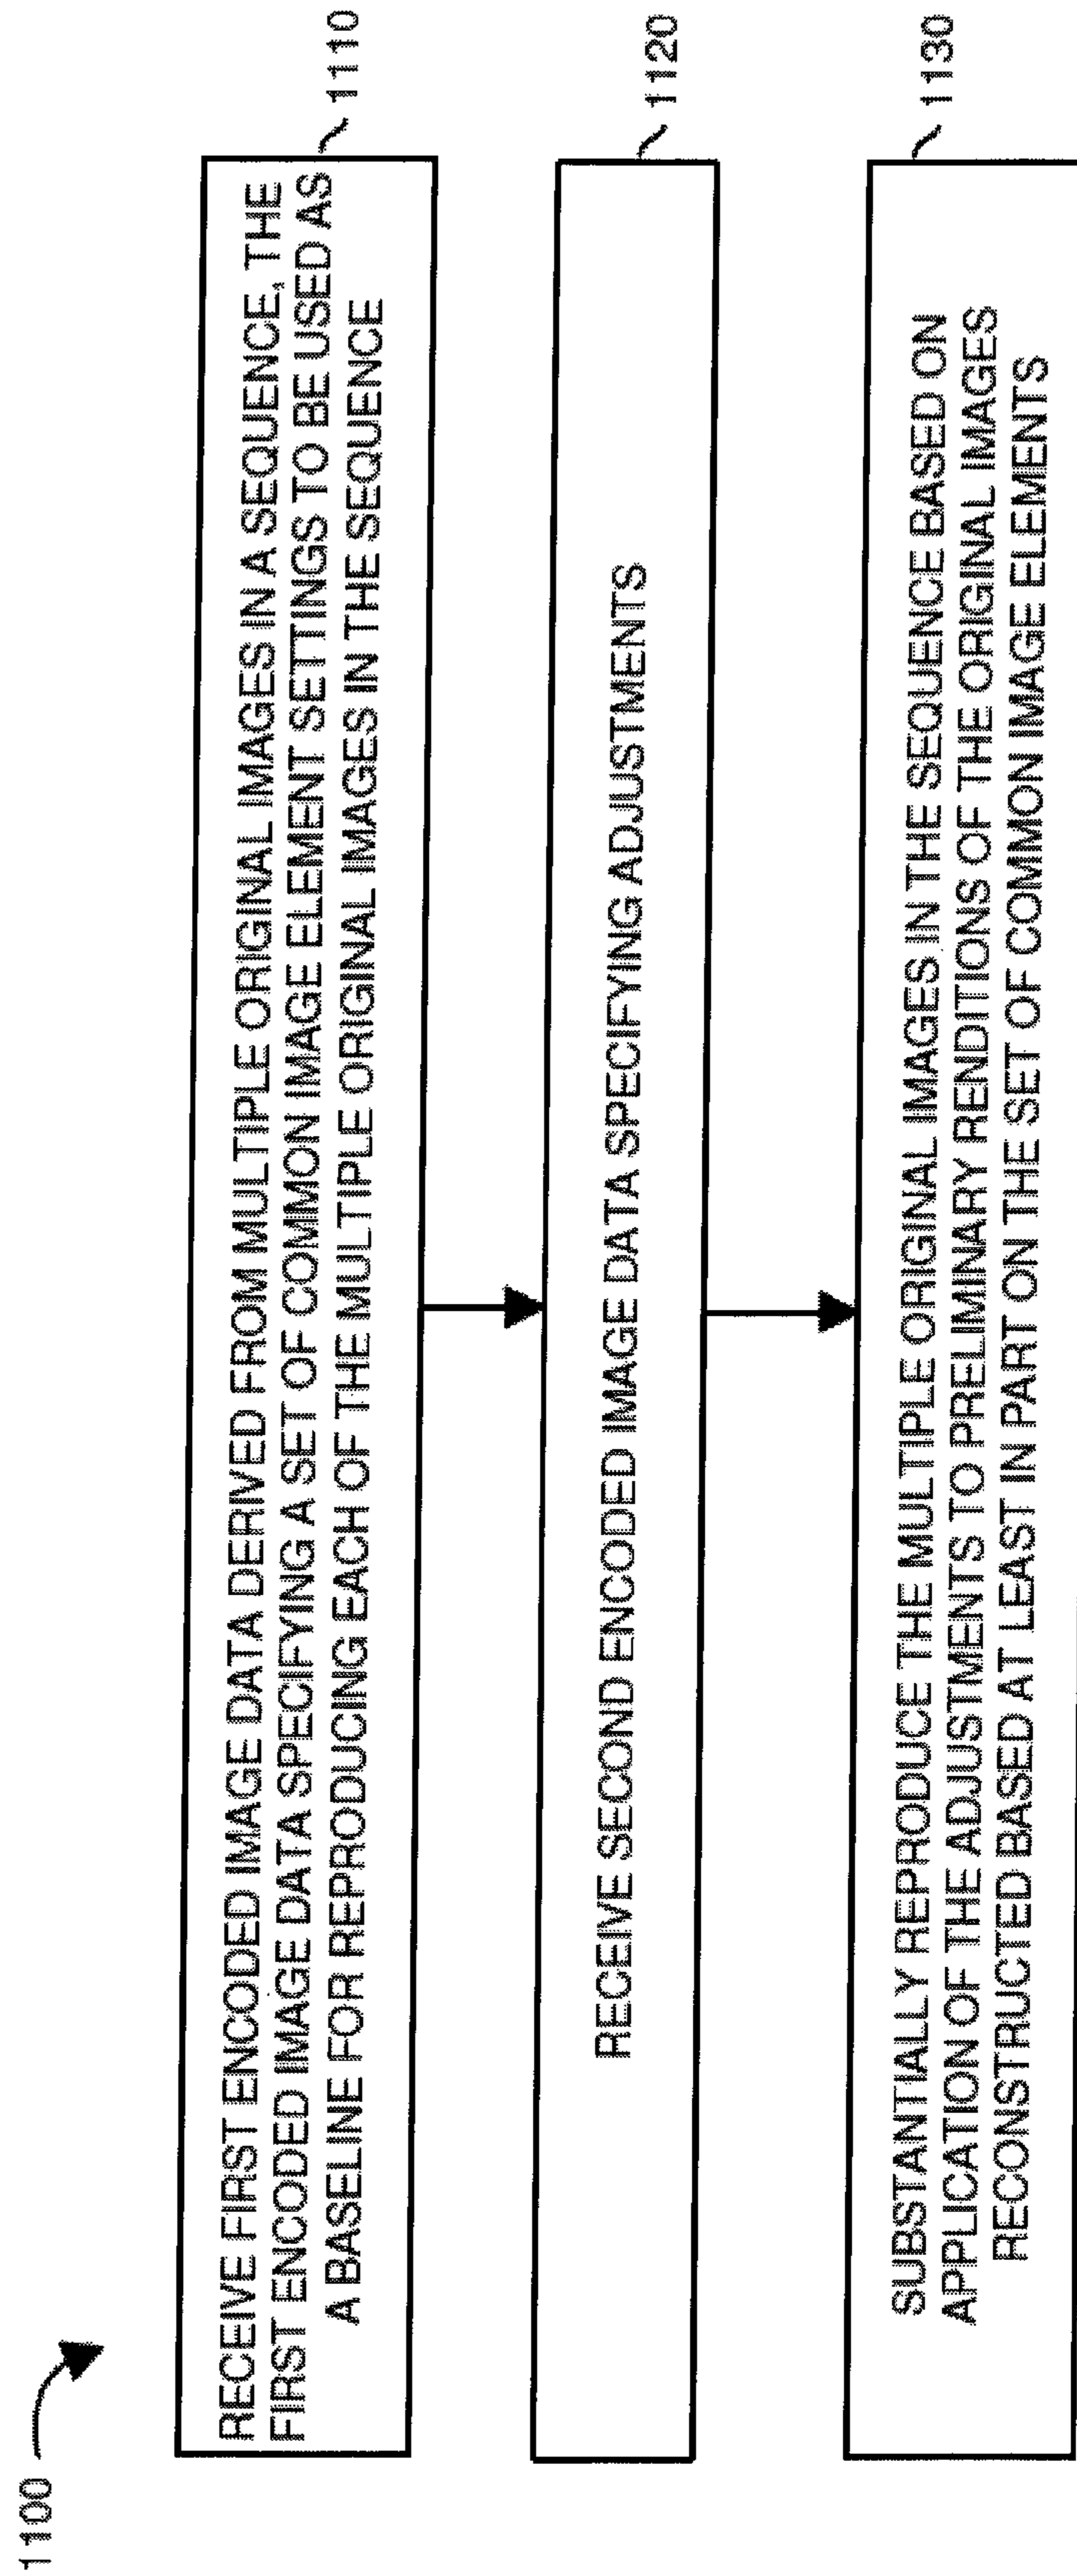 1100
RECEIVE FIRST ENCODED IMAGE DATA DERIVED FROM MULTIPLE ORIGINAL IMAGES IN A SEQUENCE, THE
FIRST ENCODED IMAGE DATA SPECIFYING A SET OF COMMON IMAGE ELEMENT SETTINGS TO BE USED AS
A BASELINE FOR REPRODUCING EACH OF THE MULTIPLE ORIGINAL IMAGES IN THE SEQUENCE
1110
RECEIVE SECOND ENCODED IMAGE DATA SPECIFYING ADJUSTMENTS
1120
SUBSTANTIALLY REPRODUCE THE MULTIPLE ORIGINAL IMAGES IN THE SEQUENCE BASED ON
APPLICATION OF THE ADJUSTMENTS TO PRELIMINARY RENDITIONS OF THE ORIGINAL IMAGES
RECONSTRUCTED BASED AT LEAST IN PART ON THE SET OF COMMON IMAGE ELEMENTS
1130